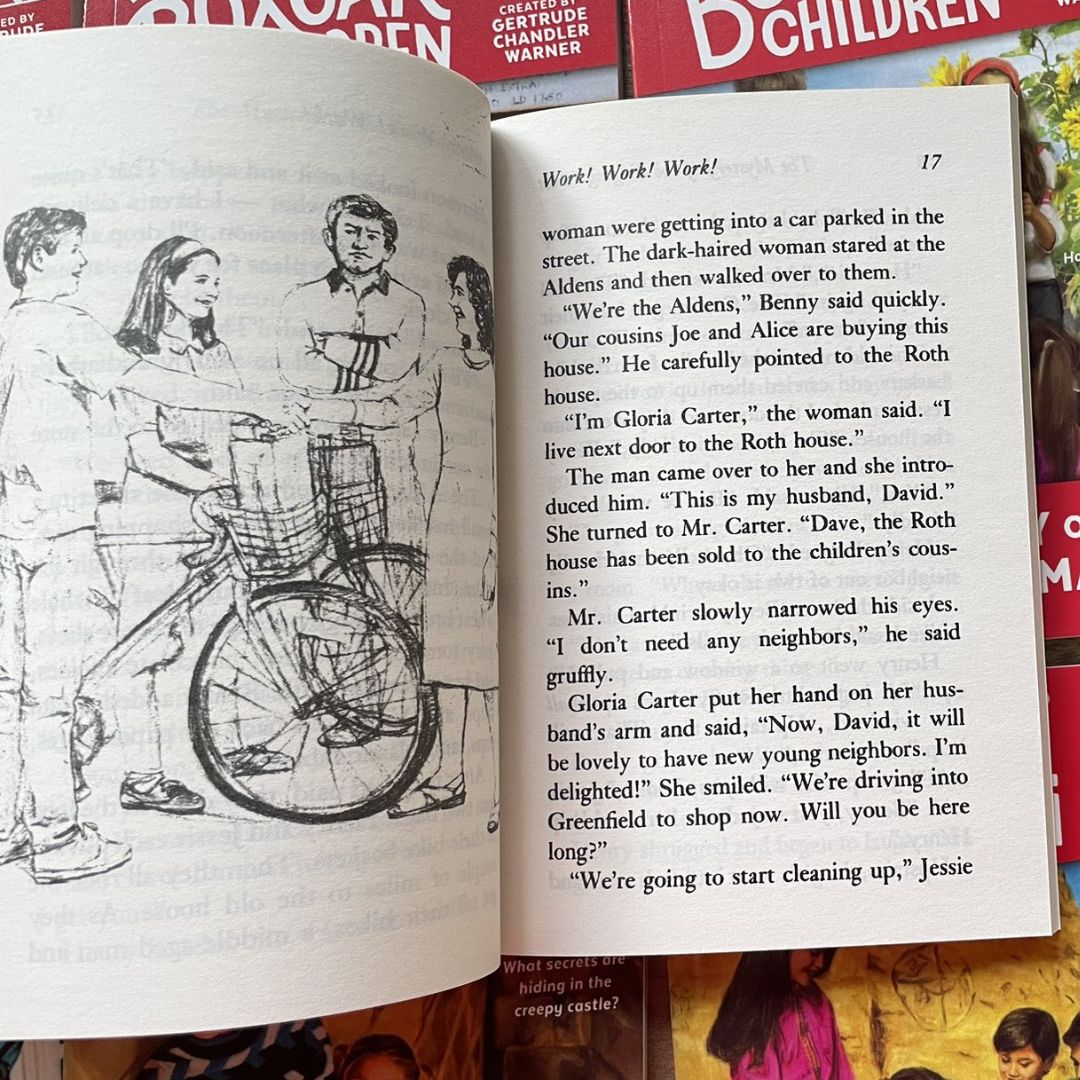 CREATED BY
GERTRUDE
CHANDLER
WARNER
CHILDREN
Work! Work! Work! 17
woman were getting into a car parked in the
street. The dark-haired woman stared at the
Aldens and then walked over to them.
“We’re the Aldens,” Benny said quickly.
“Our cousins Joe and Alice are buying this
house.” He carefully pointed to the Roth
house.
“I’m Gloria Carter,” the woman said. “I
live next door to the Roth house.”
The man came over to her and she intro-
duced him. “This is my husband, David.”
She turned to Mr. Carter. “Dave, the Roth
house has been sold to the children’s cous-
ins.”
Mr. Carter slowly narrowed his eyes.
“I don’t need any neighbors,” he said
gruffly.
Gloria Carter put her hand on her hus-
band’s arm and said, “Now, David, it will
be lovely to have new young neighbors. I’m
delighted!” She smiled. “We’re driving into
Greenfield to shop now. Will you be here
long?”
“We’re going to start cleaning up,” Jessie
What secrets are
hiding in the
creepy castle?